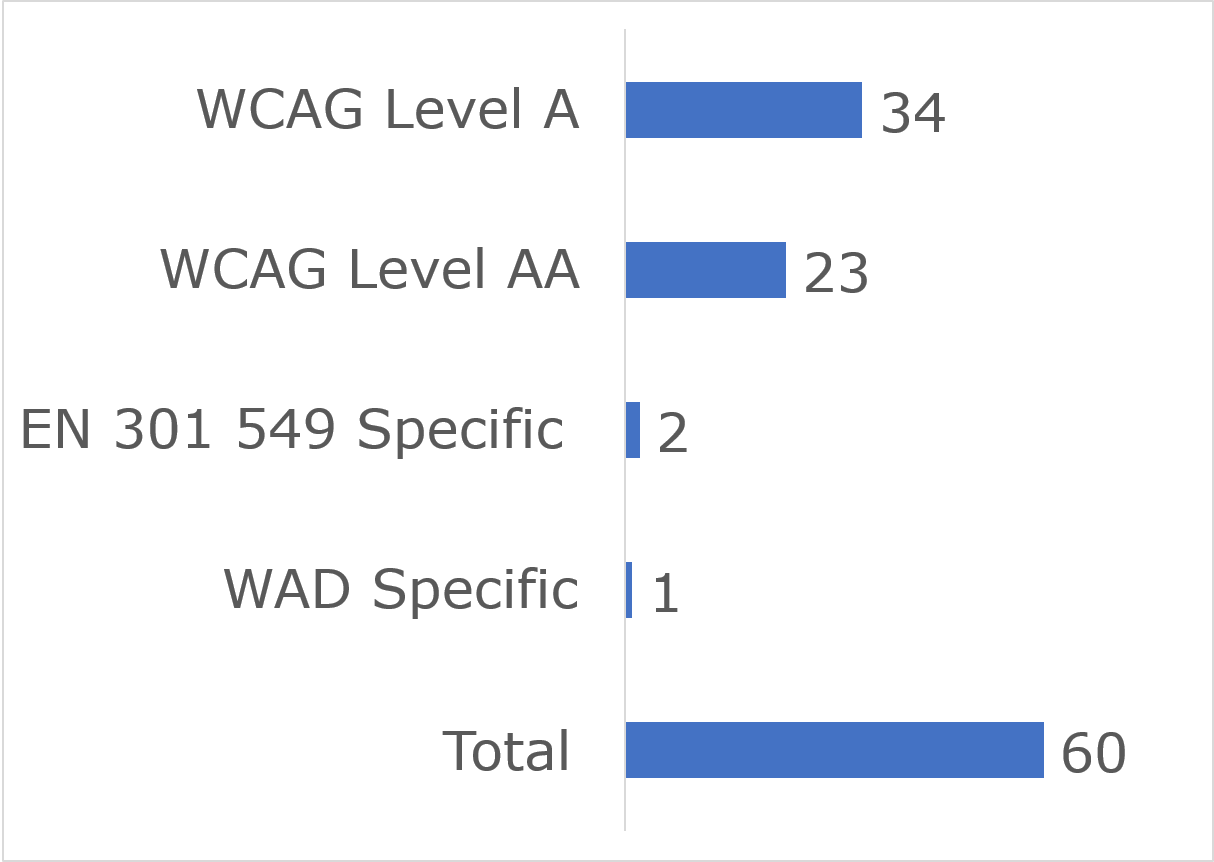 WCAG Level A 34
WCAG Level AA 23
EN 301 549 Specific 2
WAD Specific 1
Total 60